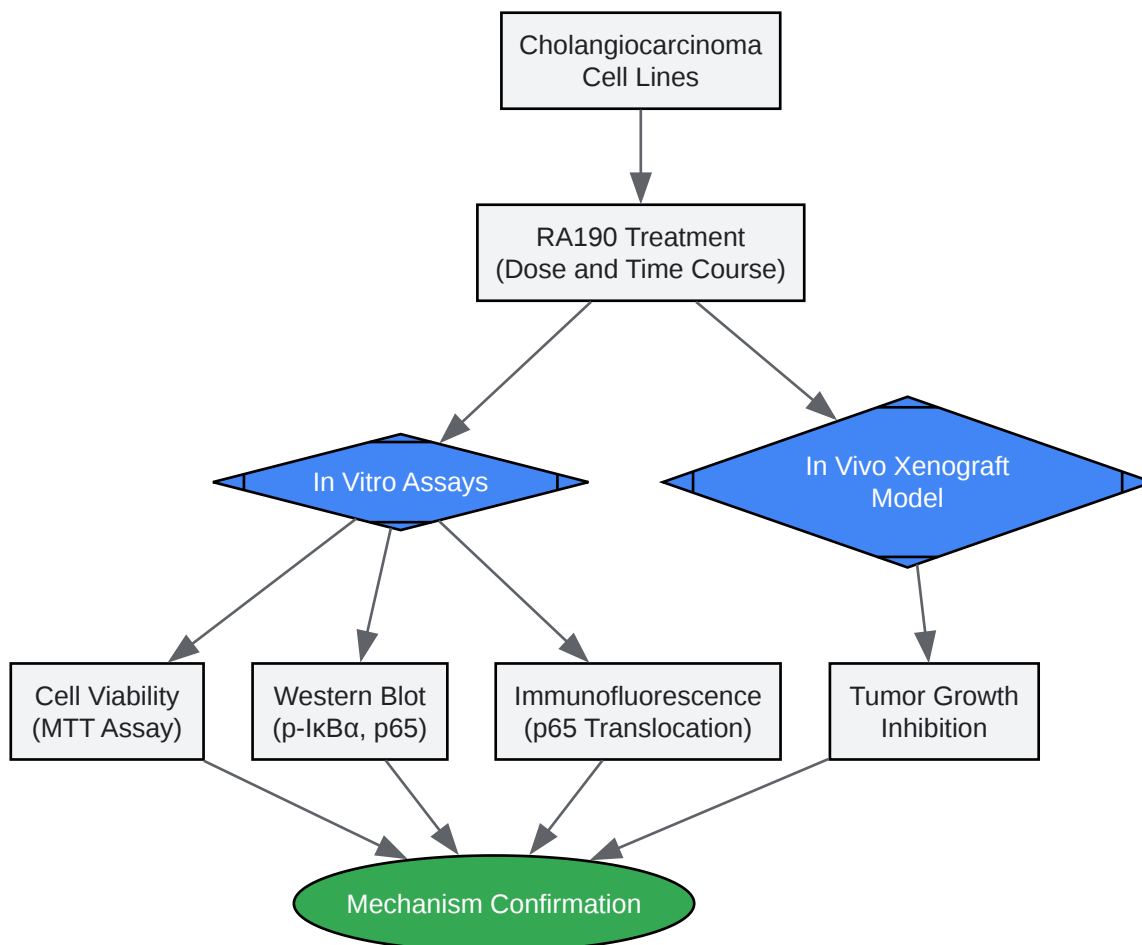 Cholangiocarcinoma
Cell Lines
RA190 Treatment
(Dose and Time Course)
In Vitro Assays
In Vivo Xenograft
Model
Cell Viability
(MTT Assay)
Western Blot
(p-IκBα, p65)
Immunofluorescence
(p65 Translocation)
Tumor Growth
Inhibition
Mechanism Confirmation